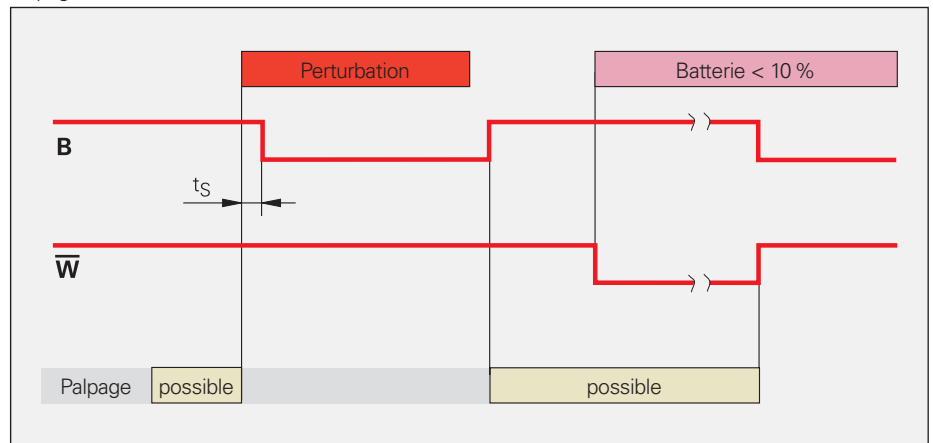 Perturbation
Batterie < 10 %
B
tS
W̅
Palpage
possible
possible